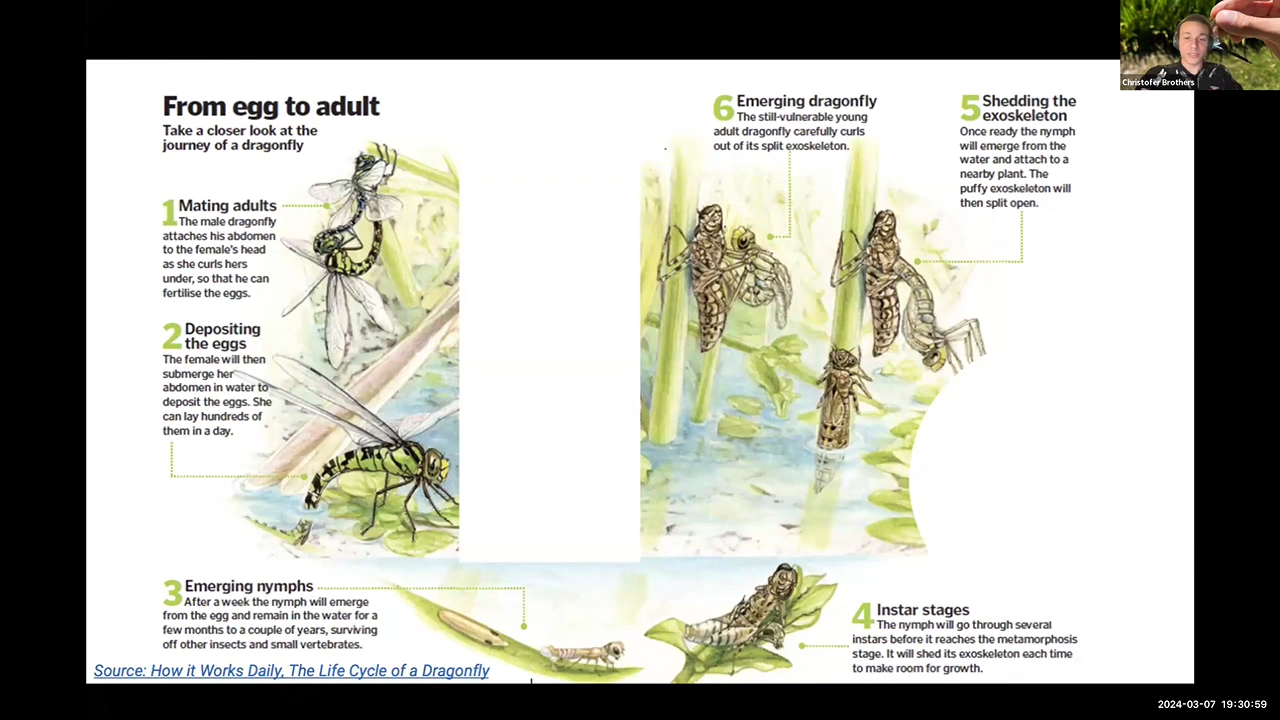 Christofer Brothers
From egg to adult
Take a closer look at the
journey of a dragonfly
1 Mating adults
The male dragonfly
attaches his abdomen
to the female's head
as she curls hers
under, so that he can
fertilise the eggs.
2 Depositing
the eggs
The female will then
submerge her
abdomen in water to
deposit the eggs. She
can lay hundreds of
them in a day.
3 Emerging nymphs
After a week the nymph will emerge
from the egg and remain in the water for a
few months to a couple of years, surviving
off other insects and small vertebrates.
4 Instar stages
The nymph will go through several
instars before it reaches the metamorphosis
stage. It will shed its exoskeleton each time
to make room for growth.
5 Shedding the
exoskeleton
Once ready the nymph
will emerge from the
water and attach to a
nearby plant. The
puffy exoskeleton will
then split open.
6 Emerging dragonfly
The still-vulnerable young
adult dragonfly carefully curls
out of its split exoskeleton.
Source: How it Works Daily, The Life Cycle of a Dragonfly
2024-03-07 19:30:59